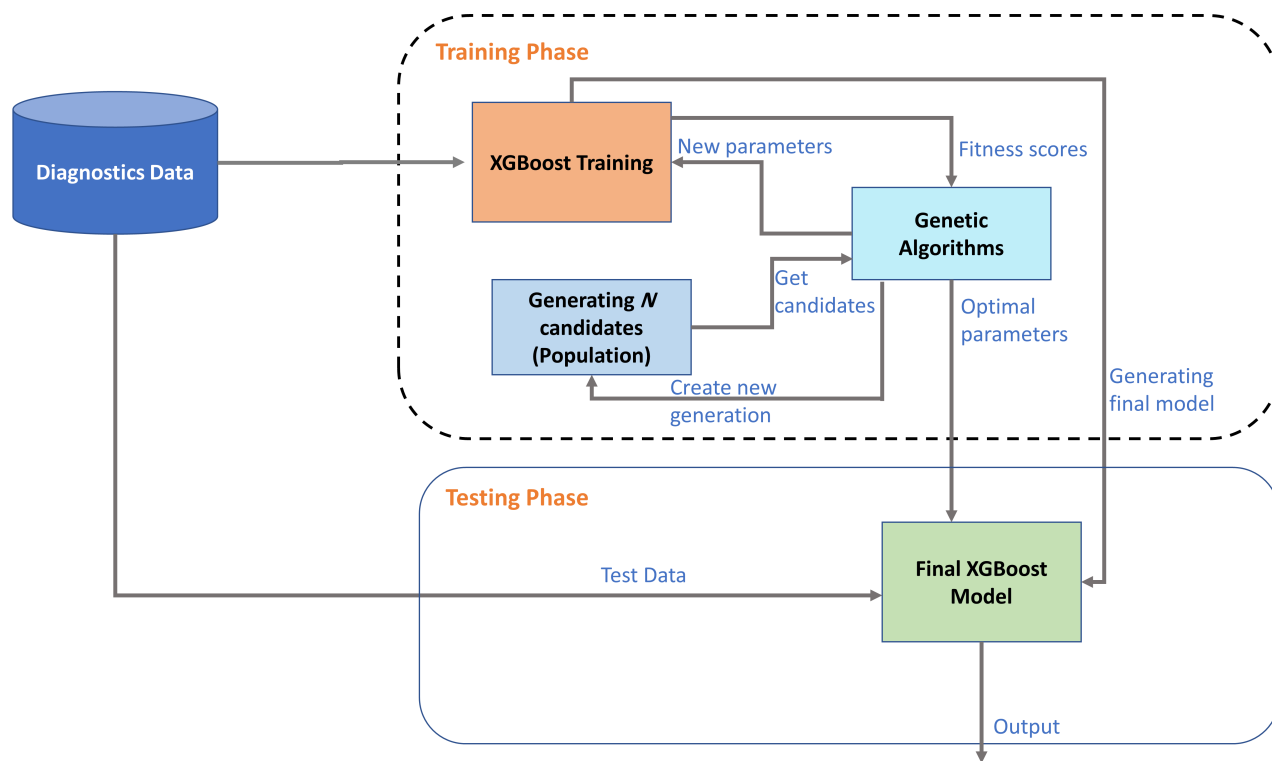 Training Phase
Diagnostics Data
XGBoost Training
New parameters
Fitness scores
Genetic
Algorithms
Get
candidates
Generating N
candidates
(Population)
Optimal
parameters
Create new
generation
Generating
final model
Testing Phase
Test Data
Final XGBoost
Model
Output